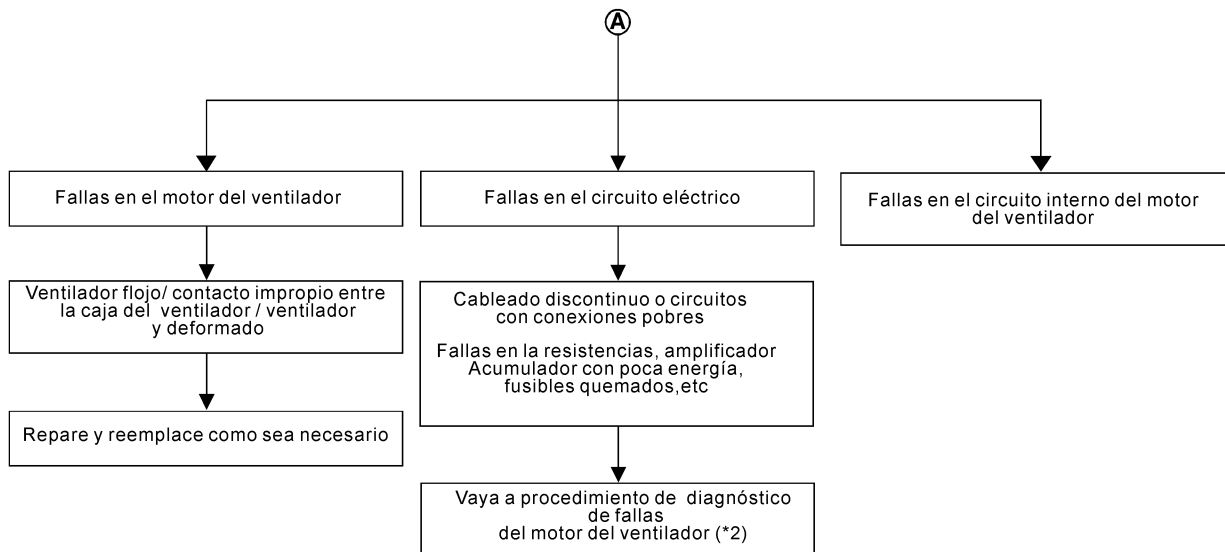 A
Fallas en el motor del ventilador
Fallas en el circuito eléctrico
Fallas en el circuito interno del motor
del ventilador
Ventilador flojo/ contacto impropio entre
la caja del ventilador / ventilador
y deformado
Cableado discontinuo o circuitos
con conexiones pobres
Fallas en la resistencias, amplificador
Acumulador con poca energía,
fusibles quemados,etc
Repare y reemplace como sea necesario
Vaya a procedimiento de diagnóstico
de fallas
del motor del ventilador (*2)